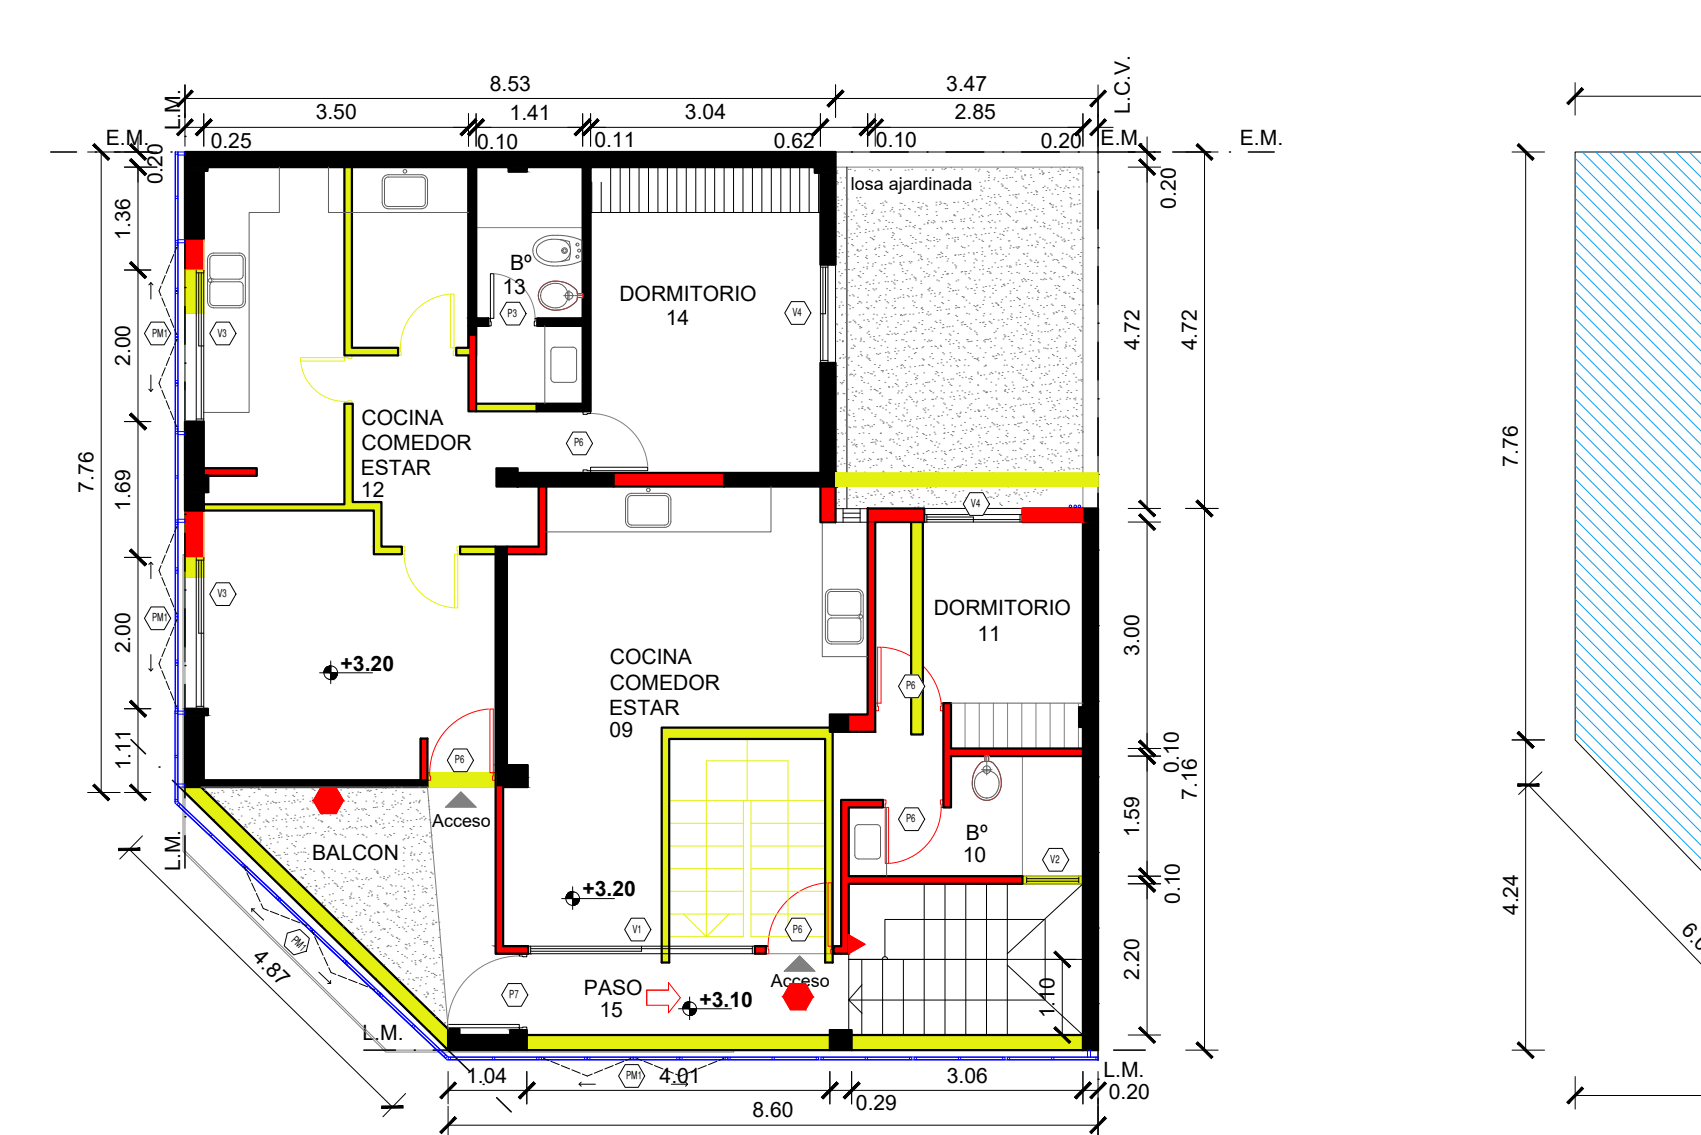 8.53
3.47
L.M.
L.C.V.
3.50
1.41
3.04
2.85
E.M.
0.25
0.10
0.11
0.62
0.10
0.20
E.M.
E.M.
0.20
0.20
losa ajardinada
1.36
Bº
13
P3
DORMITORIO
14
V4
PM1
V3
2.00
4.72
4.72
COCINA
COMEDOR
ESTAR
12
P6
7.76
7.76
1.69
V4
V3
PM1
2.00
DORMITORIO
11
3.00
+3.20
COCINA
COMEDOR
ESTAR
09
P6
P6
1.11
0.10
7.16
Acceso
P6
1.59
BALCON
L.M.
Bº
10
V2
0.10
+3.20
4.24
V1
P6
PM1
4.87
6.0
2.20
Acceso
PASO
15
+3.10
P7
1.10
L.M.
L.M.
1.04
PM1
4.01
3.06
0.29
0.20
8.60